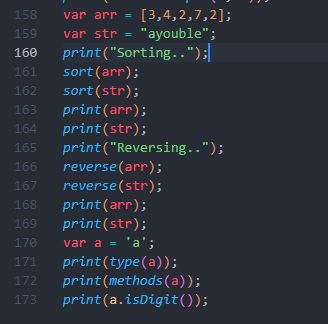 158 var arr = [3,4,2,7,2];
159 var str = "ayouble";
160 print("Sorting..");
161 sort(arr);
162 sort(str);
163 print(arr);
164 print(str);
165 print("Reversing..");
166 reverse(arr);
167 reverse(str);
168 print(arr);
169 print(str);
170 var a = 'a';
171 print(type(a));
172 print(methods(a));
173 print(a.isDigit());